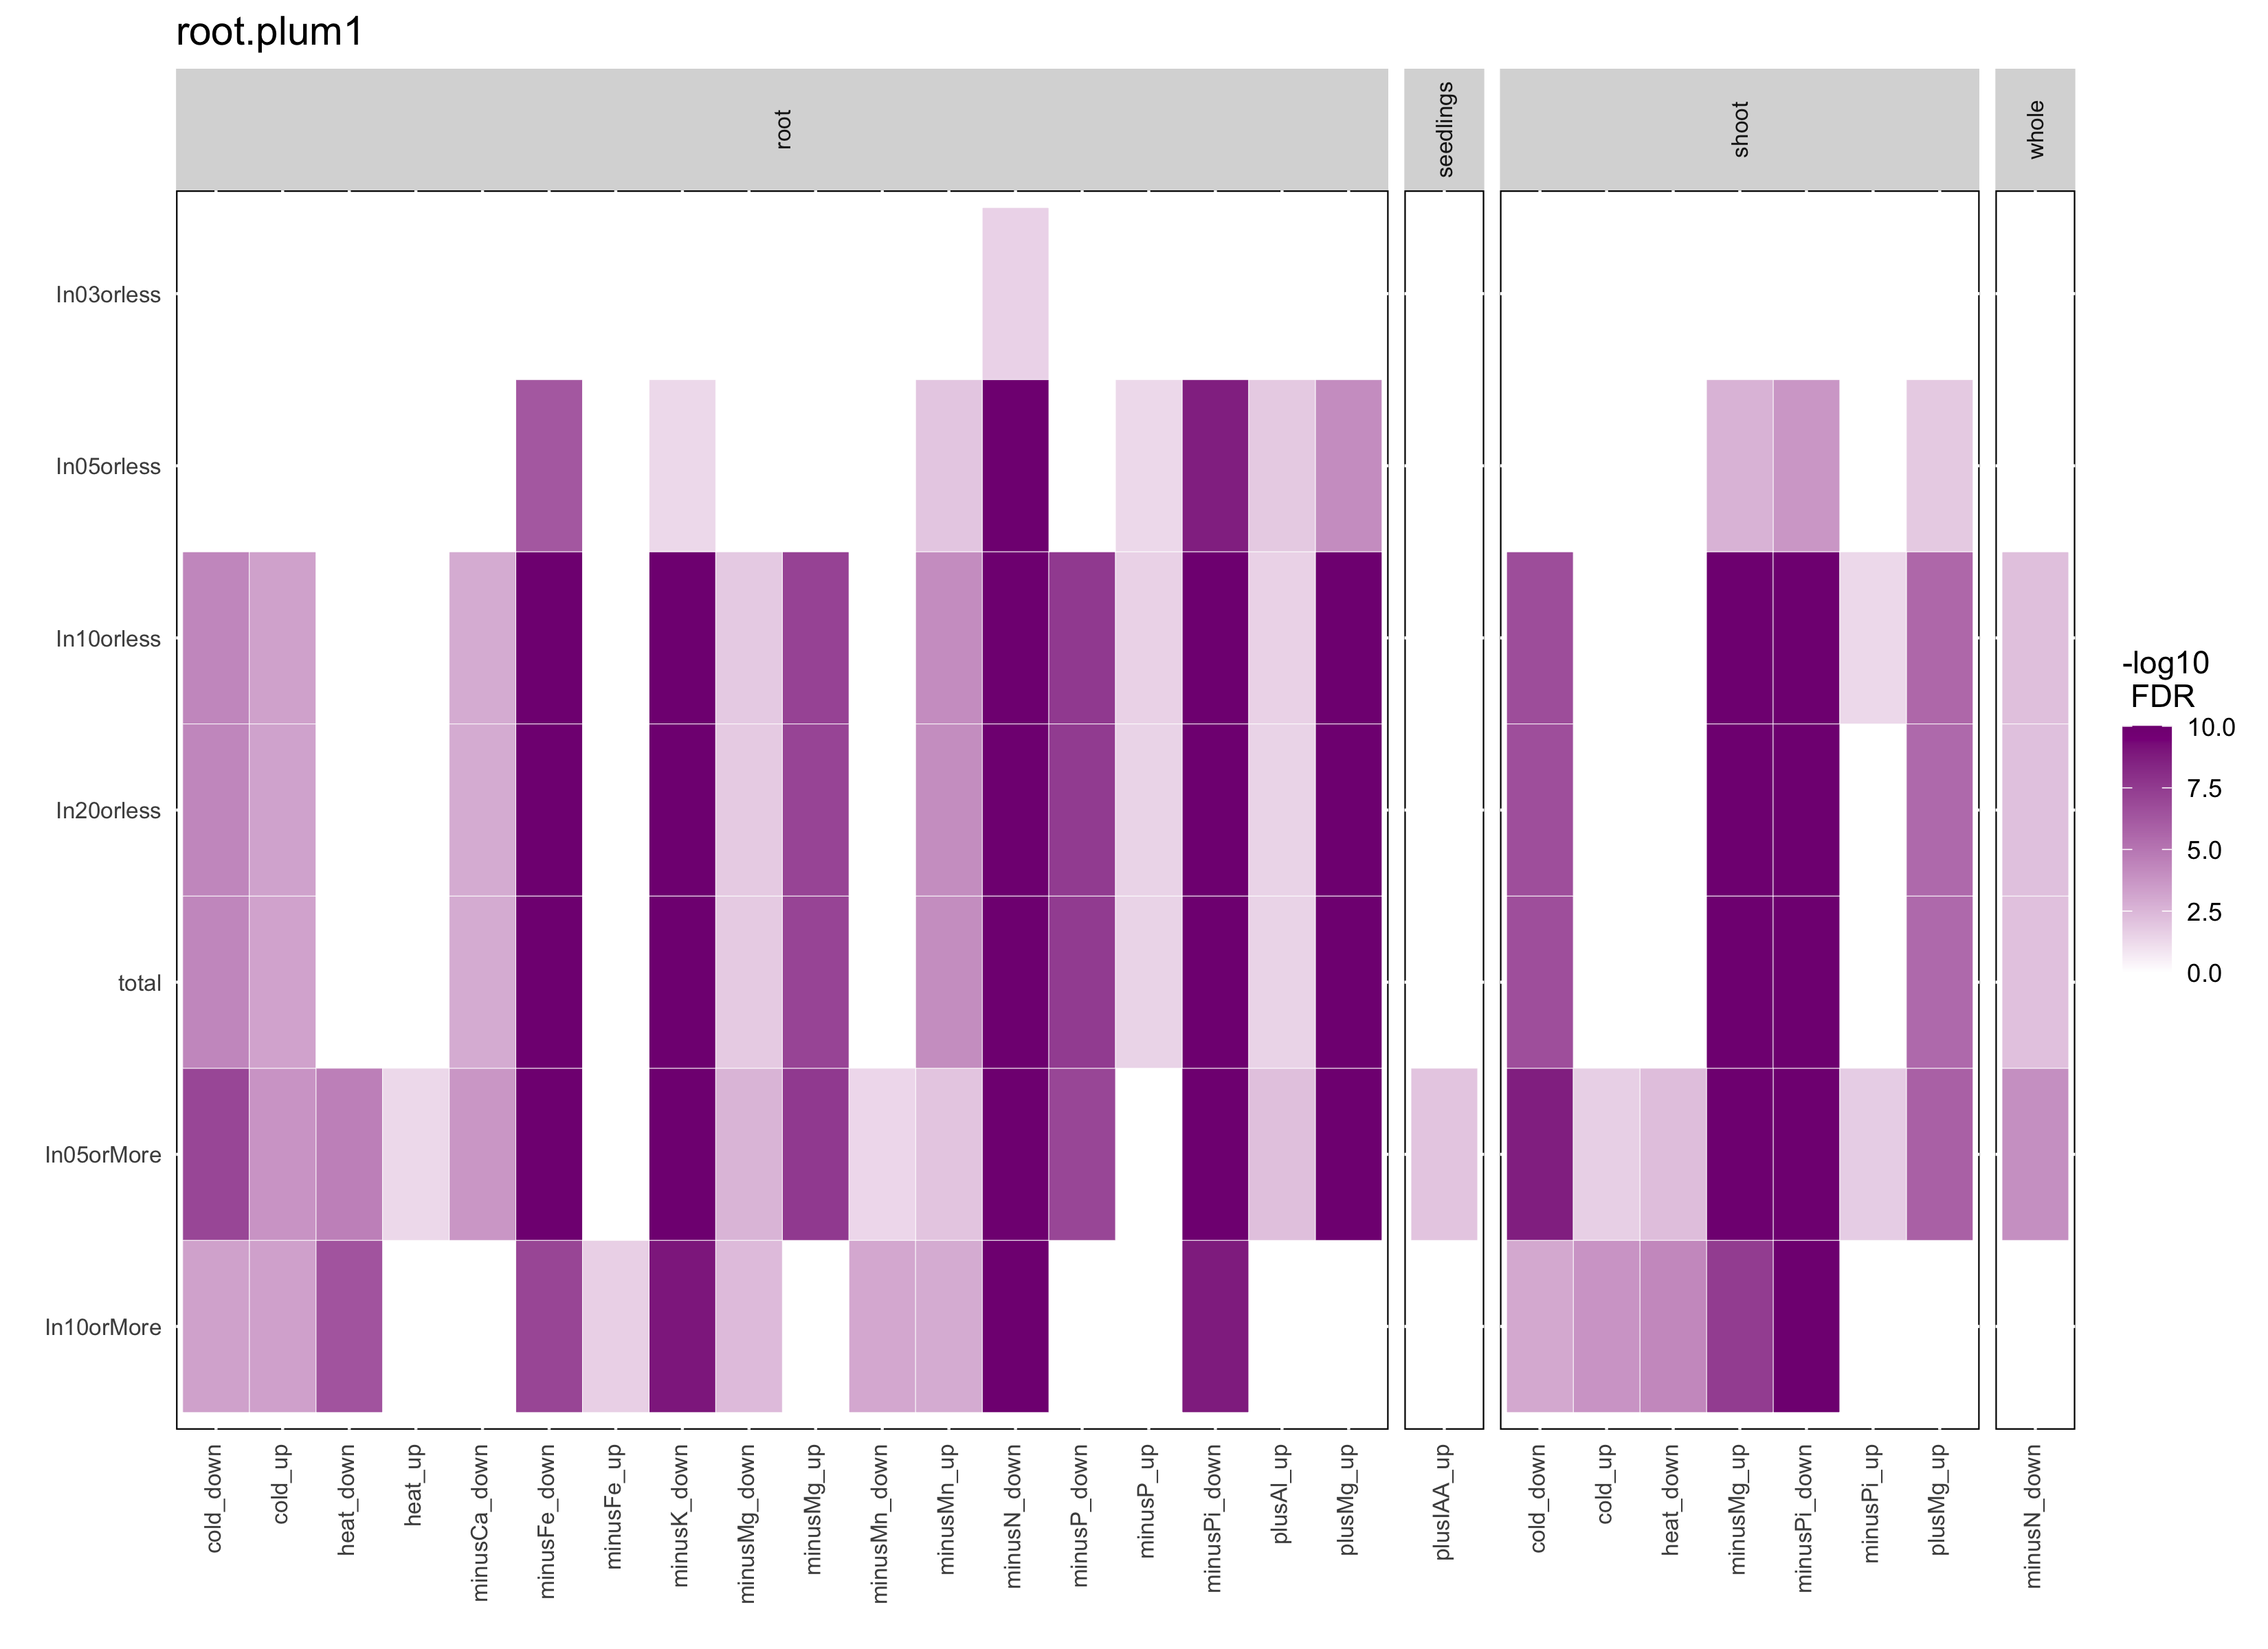 root.plum1
root
seedlings
shoot
whole
In03orless
In05orless
In10orless
In20orless
total
In05orMore
In10orMore
cold_down
cold_up
heat_down
heat_up
minusCa_down
minusFe_down
minusFe_up
minusK_down
minusMg_down
minusMg_up
minusMn_down
minusMn_up
minusN_down
minusP_down
minusP_up
minusPi_down
plusAl_up
plusMg_up
plusIAA_up
cold_down
cold_up
heat_down
minusMg_up
minusPi_down
minusPi_up
plusMg_up
minusN_down
-log10
FDR
10.0
7.5
5.0
2.5
0.0